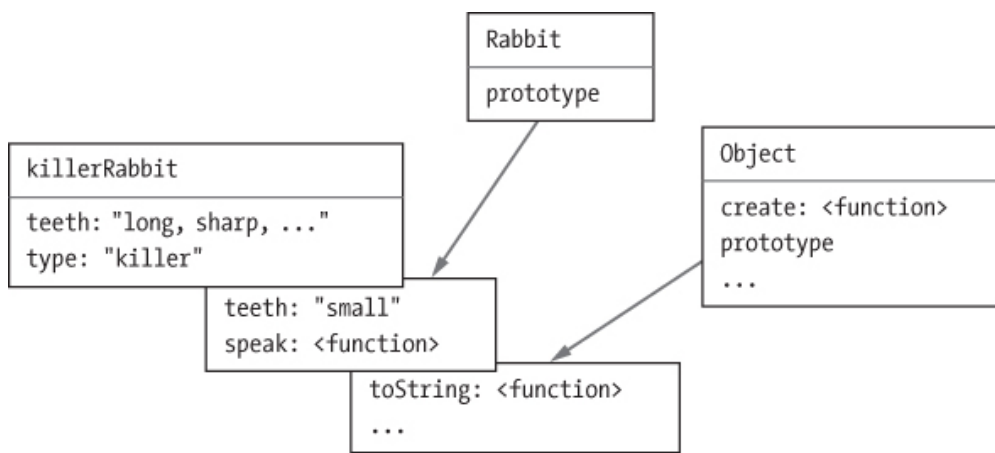 Rabbit
prototype
killerRabbit
teeth: "long, sharp, ..."
type: "killer"
Object
create: <function>
prototype
...
teeth: "small"
speak: <function>
toString: <function>
...